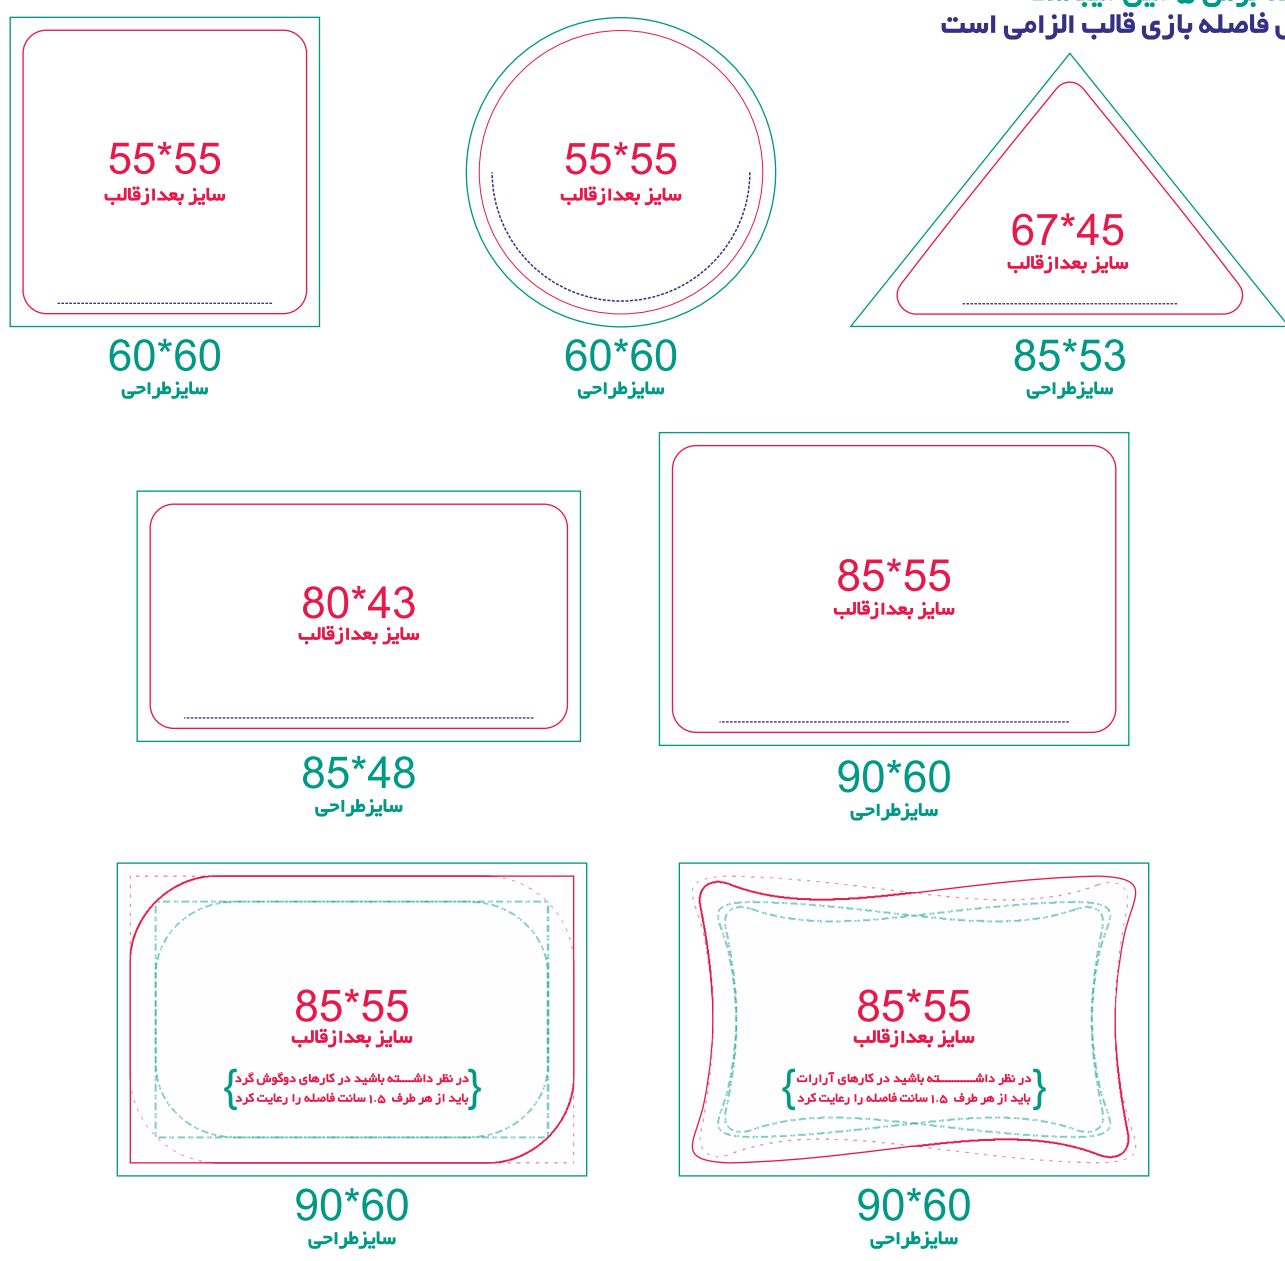 فاصله بازی قالب الزامی است
55*55
سایز بعدازقالب
60*60
سایزطراحی
55*55
سایز بعدازقالب
60*60
سایزطراحی
67*45
سایز بعدازقالب
85*53
سایزطراحی
80*43
سایز بعدازقالب
85*48
سایزطراحی
85*55
سایز بعدازقالب
90*60
سایزطراحی
85*55
سایز بعدازقالب
{در نظر داشـــته باشید در کارهای دوگوش گرد
باید از هر طرف ۱.۵ سانت فاصله را رعایت کرد}
90*60
سایزطراحی
85*55
سایز بعدازقالب
{در نظر داشـــــــــــته باشید در کارهای آرارات
باید از هر طرف ۱.۵ سانت فاصله را رعایت کرد}
90*60
سایزطراحی